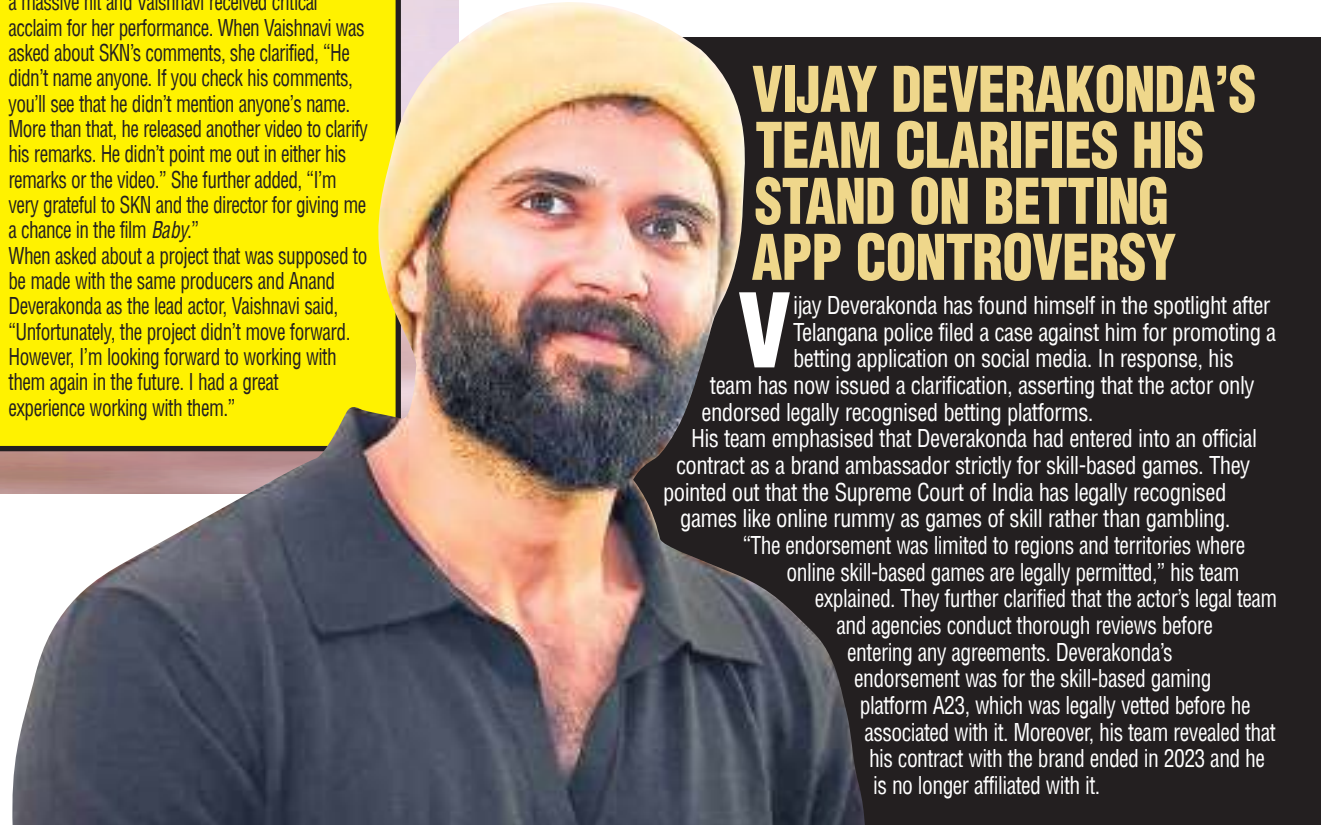 a massive hit and Vaishnavi received critical
acclaim for her performance. When Vaishnavi was
asked about SKN’s comments, she clarified, “He
didn’t name anyone. If you check his comments,
you’ll see that he didn’t mention anyone’s name.
More than that, he released another video to clarify
his remarks. He didn’t point me out in either his
remarks or the video.” She further added, “I’m
very grateful to SKN and the director for giving me
a chance in the film Baby.”
When asked about a project that was supposed to
be made with the same producers and Anand
Deverakonda as the lead actor, Vaishnavi said,
“Unfortunately, the project didn’t move forward.
However, I’m looking forward to working with
them again in the future. I had a great
experience working with them.”
VIJAY DEVERAKONDA’S
TEAM CLARIFIES HIS
STAND ON BETTING
APP CONTROVERSY
Vijay Deverakonda has found himself in the spotlight after
Telangana police filed a case against him for promoting a
betting application on social media. In response, his
team has now issued a clarification, asserting that the actor only
endorsed legally recognised betting platforms.
His team emphasised that Deverakonda had entered into an official
contract as a brand ambassador strictly for skill-based games. They
pointed out that the Supreme Court of India has legally recognised
games like online rummy as games of skill rather than gambling.
“The endorsement was limited to regions and territories where
online skill-based games are legally permitted,” his team
explained. They further clarified that the actor’s legal team
and agencies conduct thorough reviews before
entering any agreements. Deverakonda’s
endorsement was for the skill-based gaming
platform A23, which was legally vetted before he
associated with it. Moreover, his team revealed that
his contract with the brand ended in 2023 and he
is no longer affiliated with it.